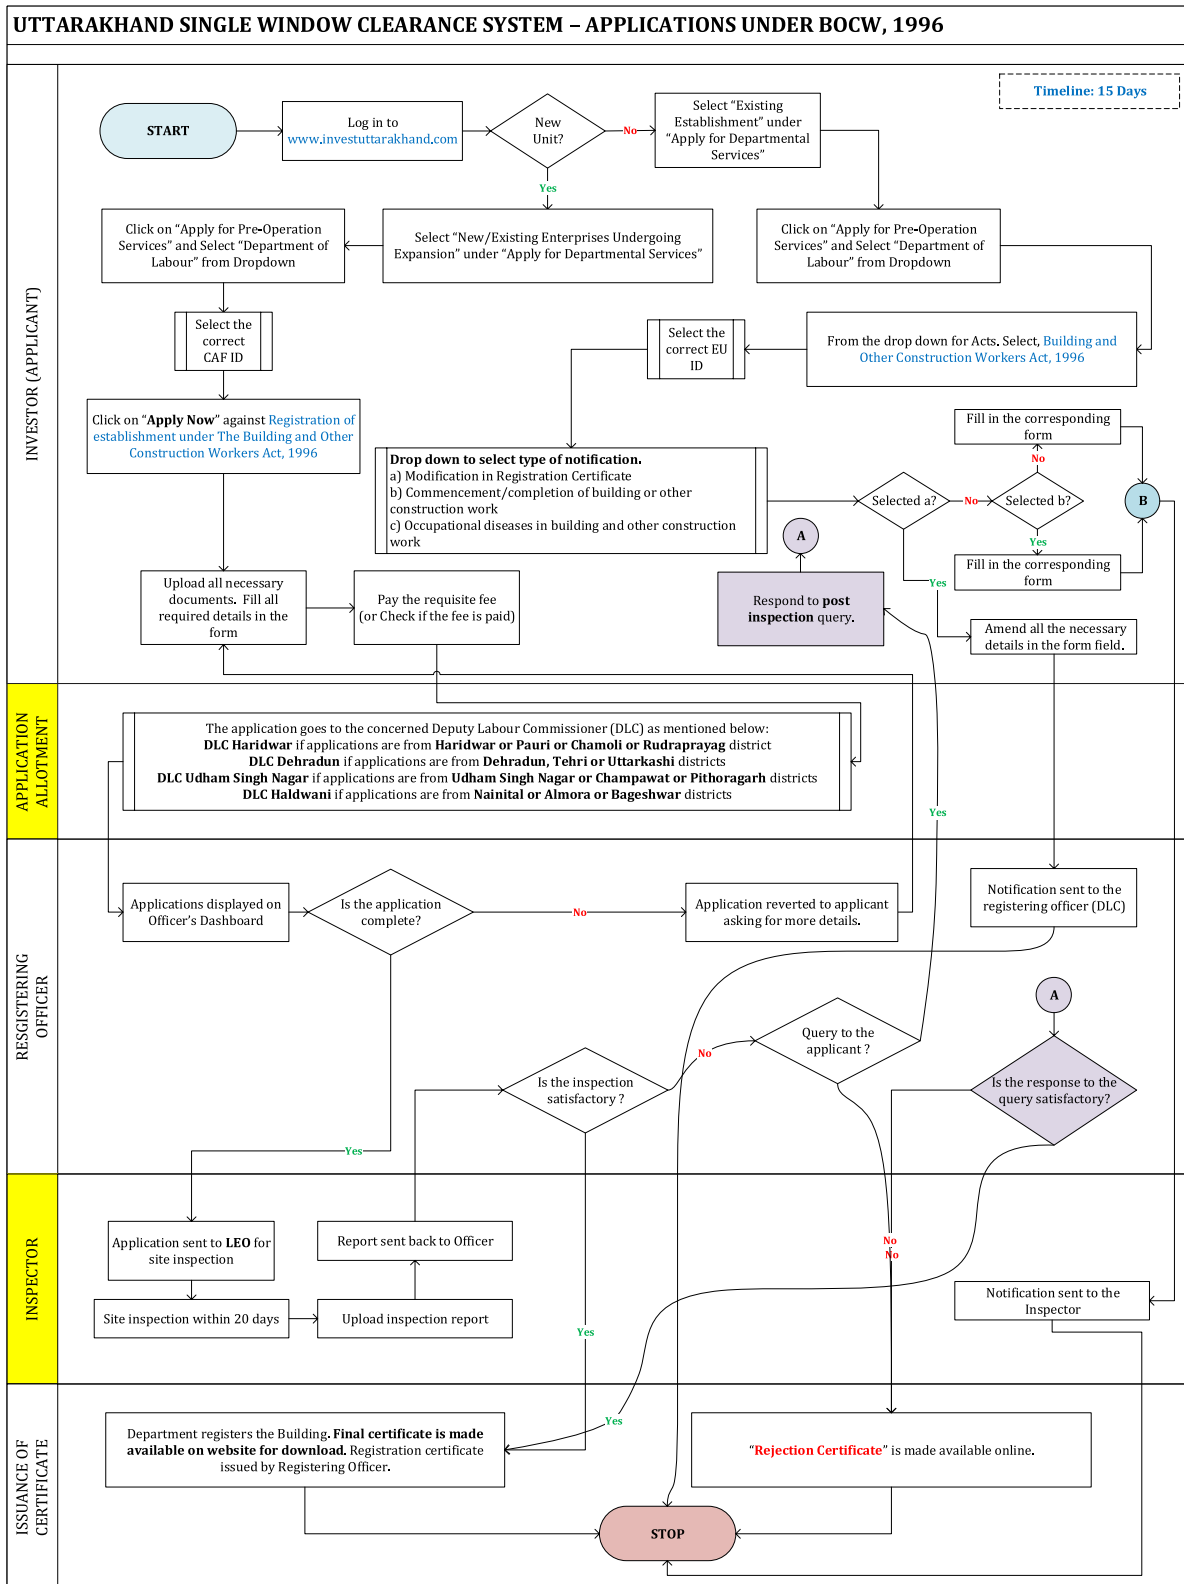 UTTARAKHAND SINGLE WINDOW CLEARANCE SYSTEM – APPLICATIONS UNDER BOCW, 1996
Timeline: 15 Days
INVESTOR (APPLICANT)
START
Log in to
www.investuttarakhand.com
New
Unit?
No
Select “Existing
Establishment” under
“Apply for Departmental
Services”
Yes
Click on “Apply for Pre-Operation
Services” and Select “Department of
Labour” from Dropdown
Select “New/Existing Enterprises Undergoing
Expansion” under “Apply for Departmental Services”
Click on “Apply for Pre-Operation
Services” and Select “Department of
Labour” from Dropdown
Select the
correct
CAF ID
Select the
correct EU
ID
From the drop down for Acts. Select, Building and
Other Construction Workers Act, 1996
Click on “Apply Now” against Registration of
establishment under The Building and Other
Construction Workers Act, 1996
Drop down to select type of notification.
a) Modification in Registration Certificate
b) Commencement/completion of building or other
construction work
c) Occupational diseases in building and other construction
work
Fill in the corresponding
form
No
Selected a?
No
Selected b?
B
Yes
Fill in the corresponding
form
Yes
A
Upload all necessary
documents. Fill all
required details in the
form
Pay the requisite fee
(or Check if the fee is paid)
Respond to post
inspection query.
Amend all the necessary
details in the form field.
APPLICATION
ALLOTMENT
The application goes to the concerned Deputy Labour Commissioner (DLC) as mentioned below:
DLC Haridwar if applications are from Haridwar or Pauri or Chamoli or Rudraprayag district
DLC Dehradun if applications are from Dehradun, Tehri or Uttarkashi districts
DLC Udham Singh Nagar if applications are from Udham Singh Nagar or Champawat or Pithoragarh districts
DLC Haldwani if applications are from Nainital or Almora or Bageshwar districts
Yes
RESGISTERING
OFFICER
Applications displayed on
Officer’s Dashboard
Is the application
complete?
No
Application reverted to applicant
asking for more details.
Notification sent to the
registering officer (DLC)
A
Query to the
applicant ?
No
Is the inspection
satisfactory ?
Is the response to the
query satisfactory?
Yes
INSPECTOR
Application sent to LEO for
site inspection
Report sent back to Officer
No
No
Site inspection within 20 days
Upload inspection report
Notification sent to the
Inspector
Yes
ISSUANCE OF
CERTIFICATE
Department registers the Building. Final certificate is made
available on website for download. Registration certificate
issued by Registering Officer.
Yes
“Rejection Certificate” is made available online.
STOP